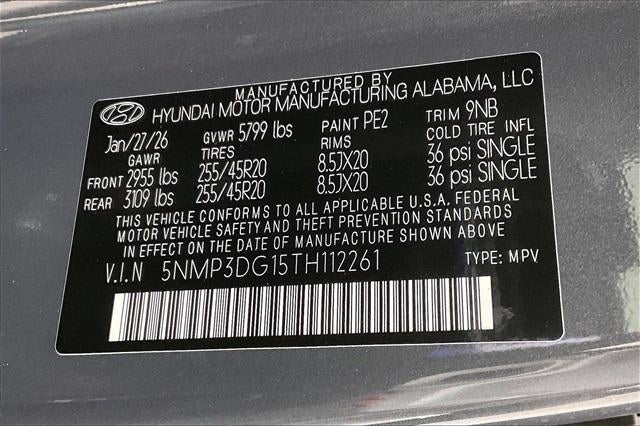 MANUFACTURED BY
HYUNDAI MOTOR MANUFACTURING ALABAMA, LLC
Jan/27/26 GVWR 5799 lbs PAINT PE2 TRIM 9NB
GAWR TIRES RIMS COLD TIRE INFL
FRONT 2955 lbs 255/45R20 8.5JX20 36 psi SINGLE
REAR 3109 lbs 255/45R20 8.5JX20 36 psi SINGLE
THIS VEHICLE CONFORMS TO ALL APPLICABLE U.S.A. FEDERAL
MOTOR VEHICLE SAFETY AND THEFT PREVENTION STANDARDS
IN EFFECT ON THE DATE OF MANUFACTURE SHOWN ABOVE.
V.I.N 5NMP3DG15TH112261 TYPE: MPV